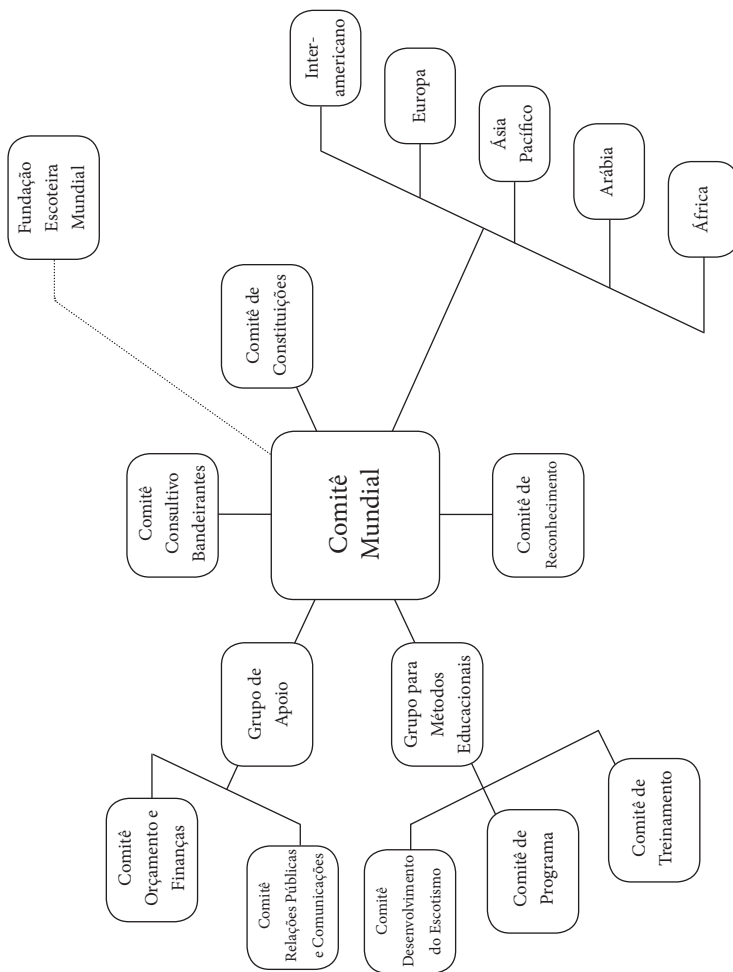 Comitê de
Treinamento
Comitê de
Programa
Comitê
Desenvolvimento
do Escotismo
Comitê
Relações Públicas
e Comunicações
Comitê
Orçamento e
Finanças
Grupo para
Métodos
Educacionais
Grupo de
Apoio
Comitê de
Reconhecimento
Comitê
Mundial
Comitê
Consultivo
Bandeirantes
Comitê de
Constituições
Fundação
Escoteira
Mundial
África
Arábia
Ásia
Pacífico
Europa
Inter-
americano